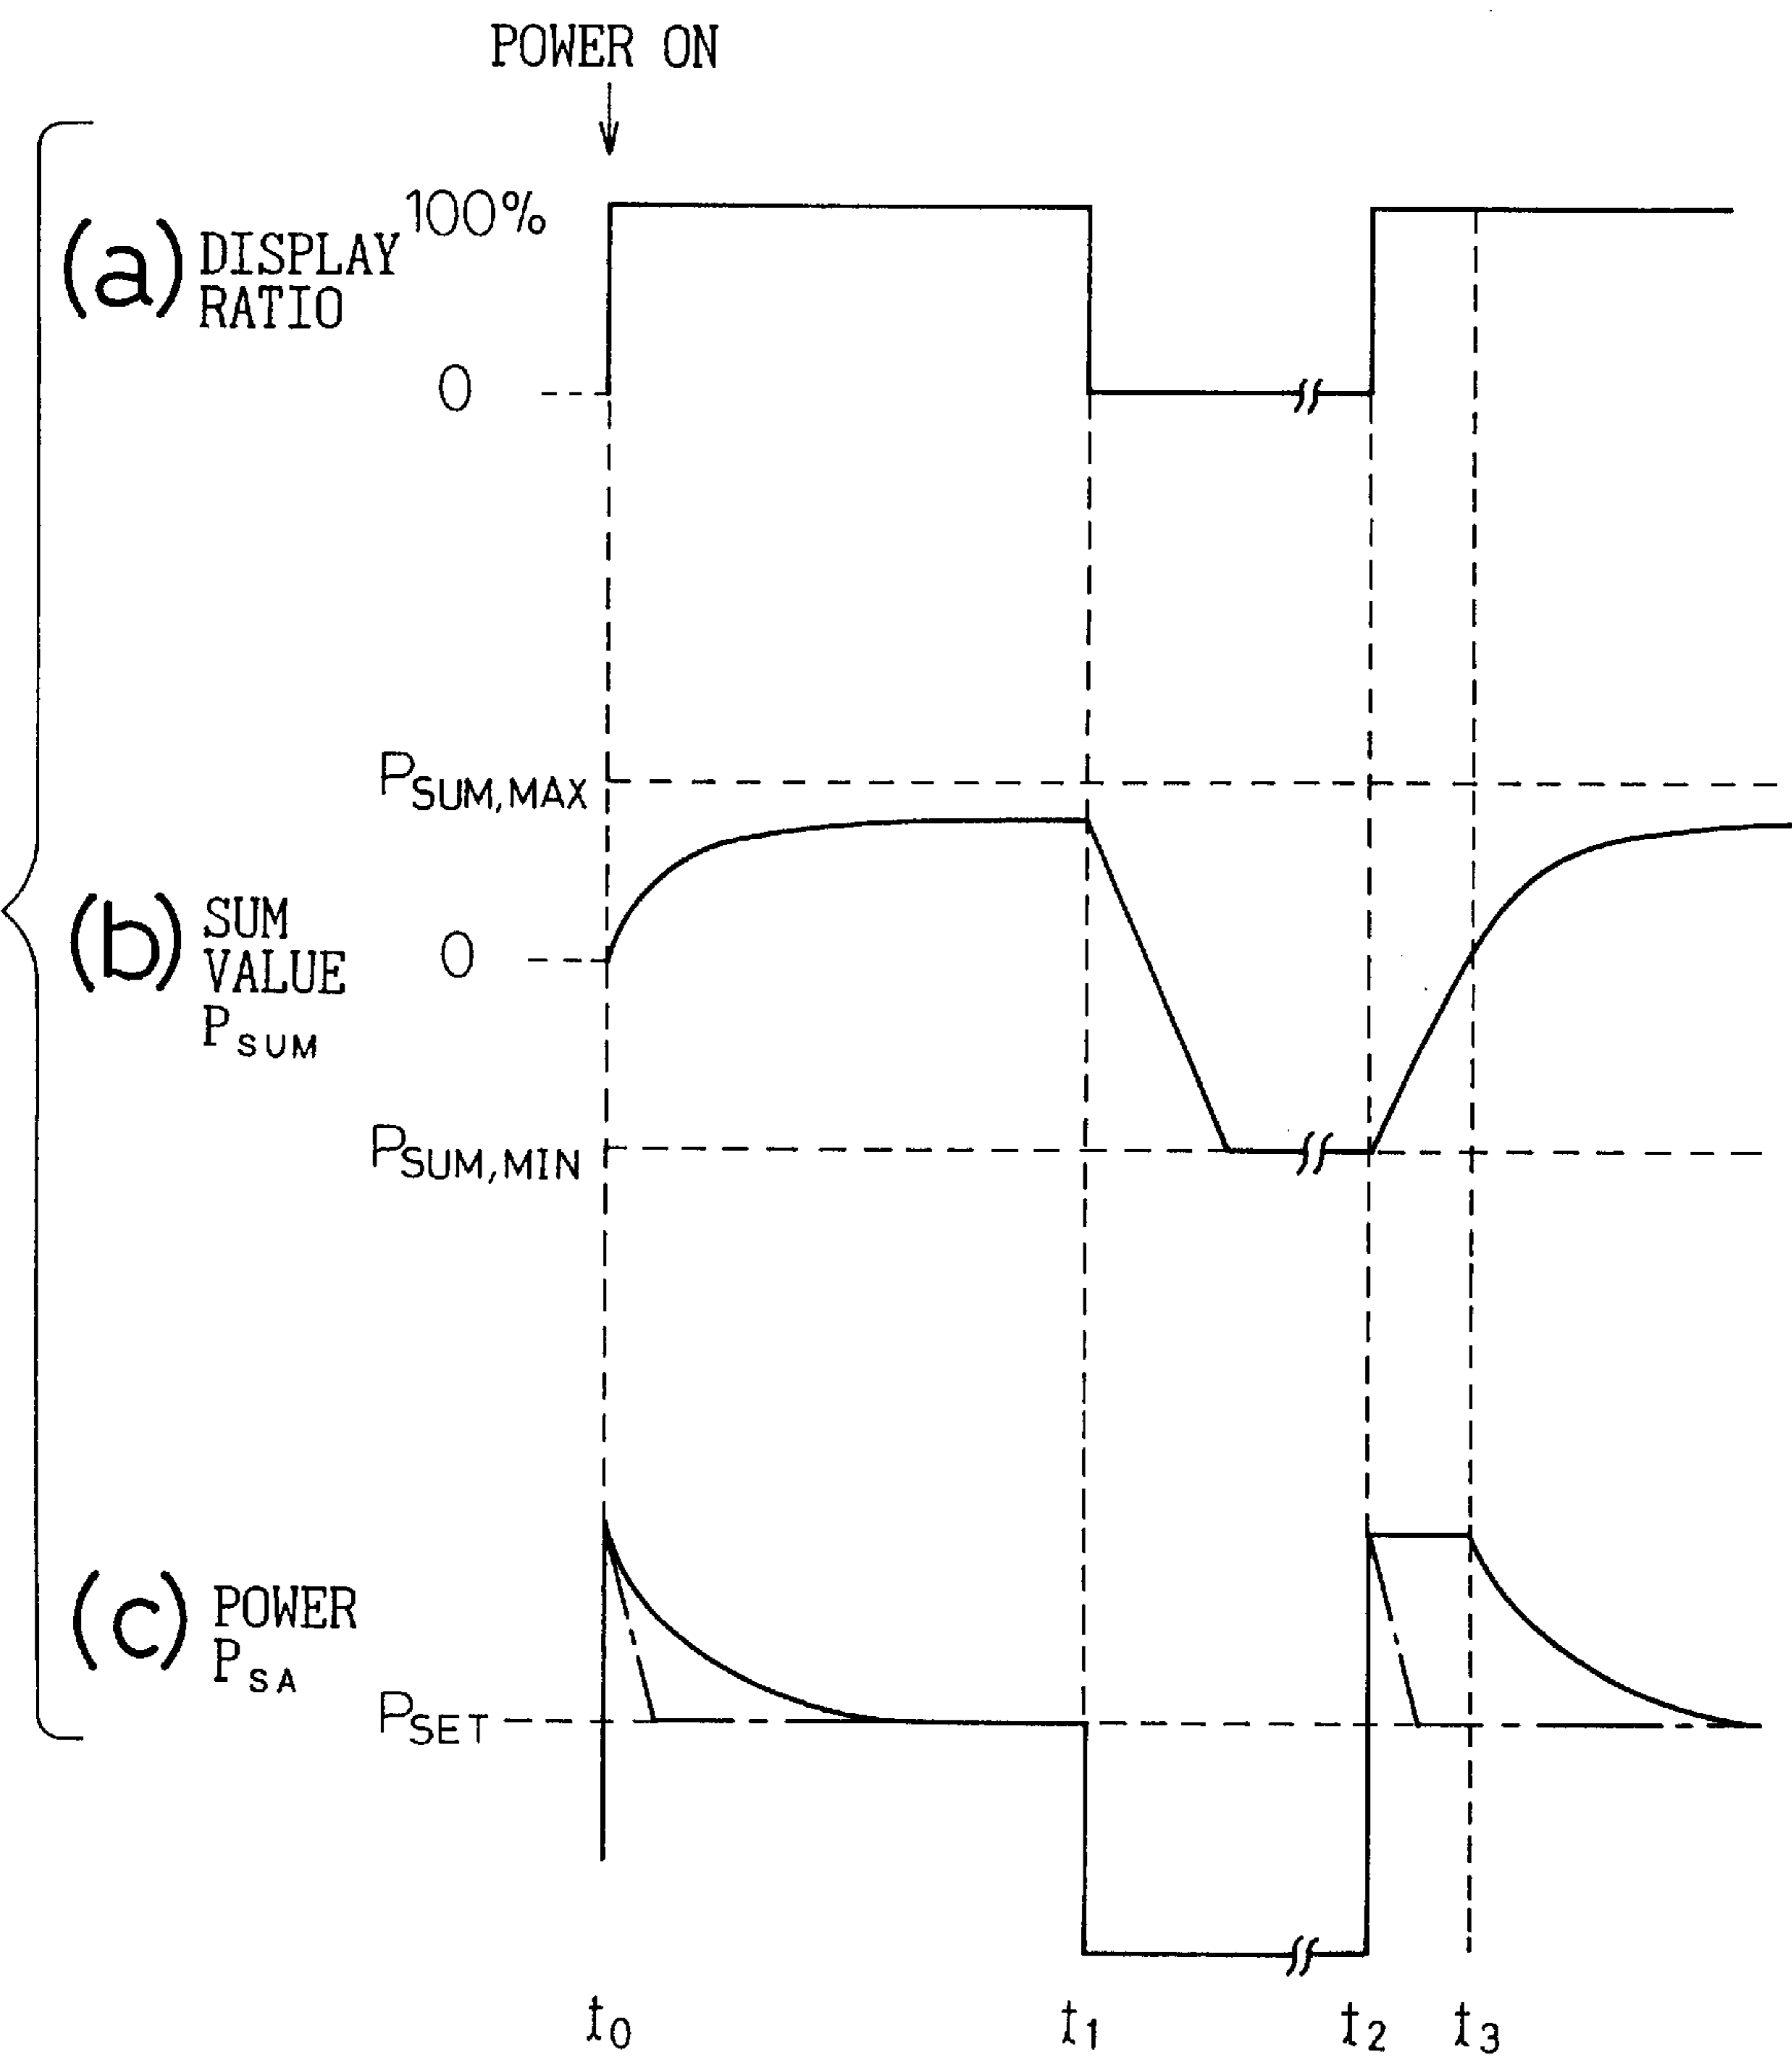 POWER ON
100%
(a) DISPLAY
RATIO
0
PSUM,MAX
(b) SUM
VALUE
PSUM
0
PSUM,MIN
(c) POWER
PSA
PSET
t0 t1 t2 t3